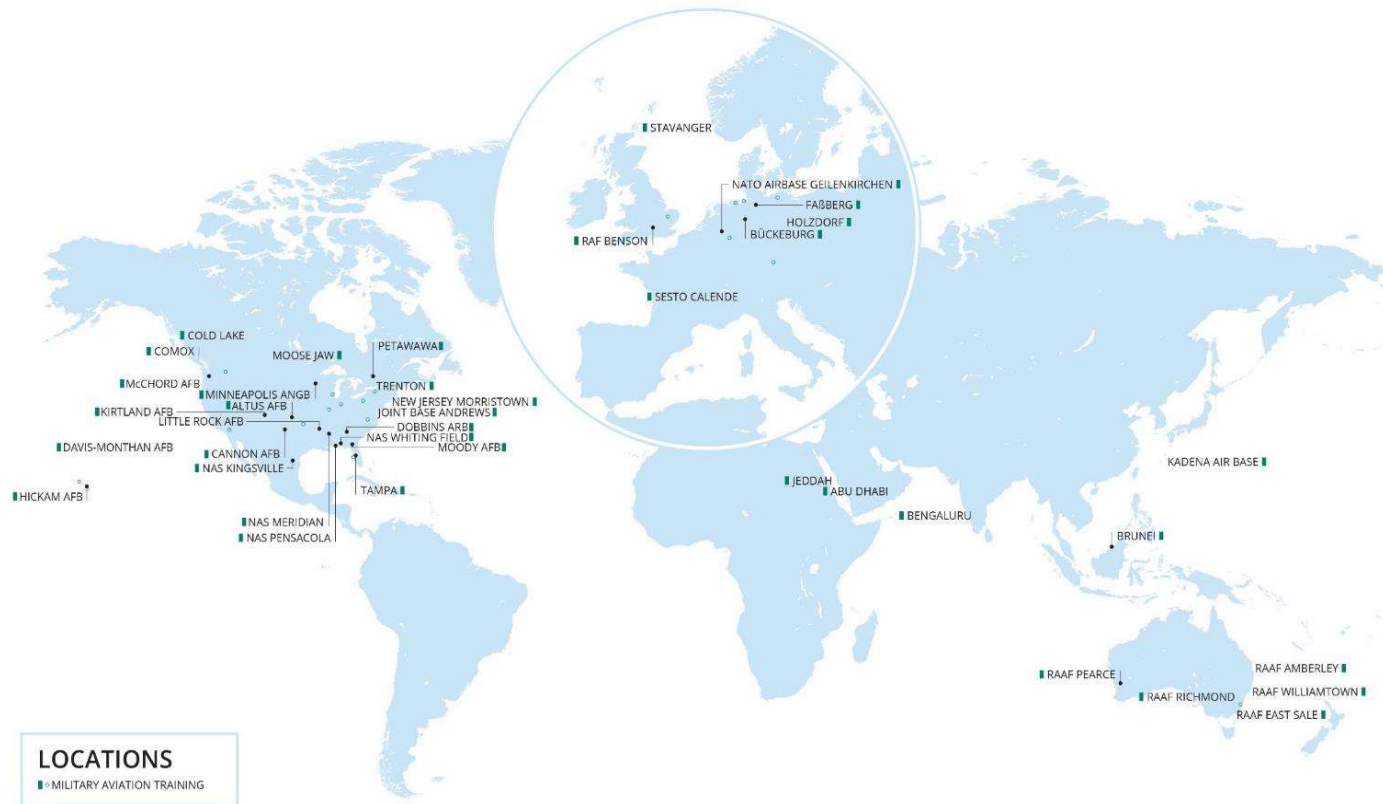 STAVANGER
NATO AIRBASE GEILENKIRCHEN
FAßBERG
HOLZDORF
BÜCKEBURG
RAF BENSON
SESTO CALENDE
COLD LAKE
COMOX
MOOSE JAW
PETAWAWA
McCHORD AFB
MINNEAPOLIS ANGB
TRENTON
ALTUS AFB
NEW JERSEY MORRISTOWN
KIRTLAND AFB
JOINT BASE ANDREWS
LITTLE ROCK AFB
DOBBINS ARB
NAS WHITING FIELD
DAVIS-MONTHAN AFB
MOODY AFB
CANNON AFB
NAS KINGSVILLE
KADENA AIR BASE
HICKAM AFB
TAMPA
JEDDAH
ABU DHABI
NAS MERIDIAN
BENGALURU
NAS PENSACOLA
BRUNEI
RAAF PEARCE
RAAF AMBERLEY
RAAF RICHMOND
RAAF WILLIAMTOWN
RAAF EAST SALE
LOCATIONS
MILITARY AVIATION TRAINING